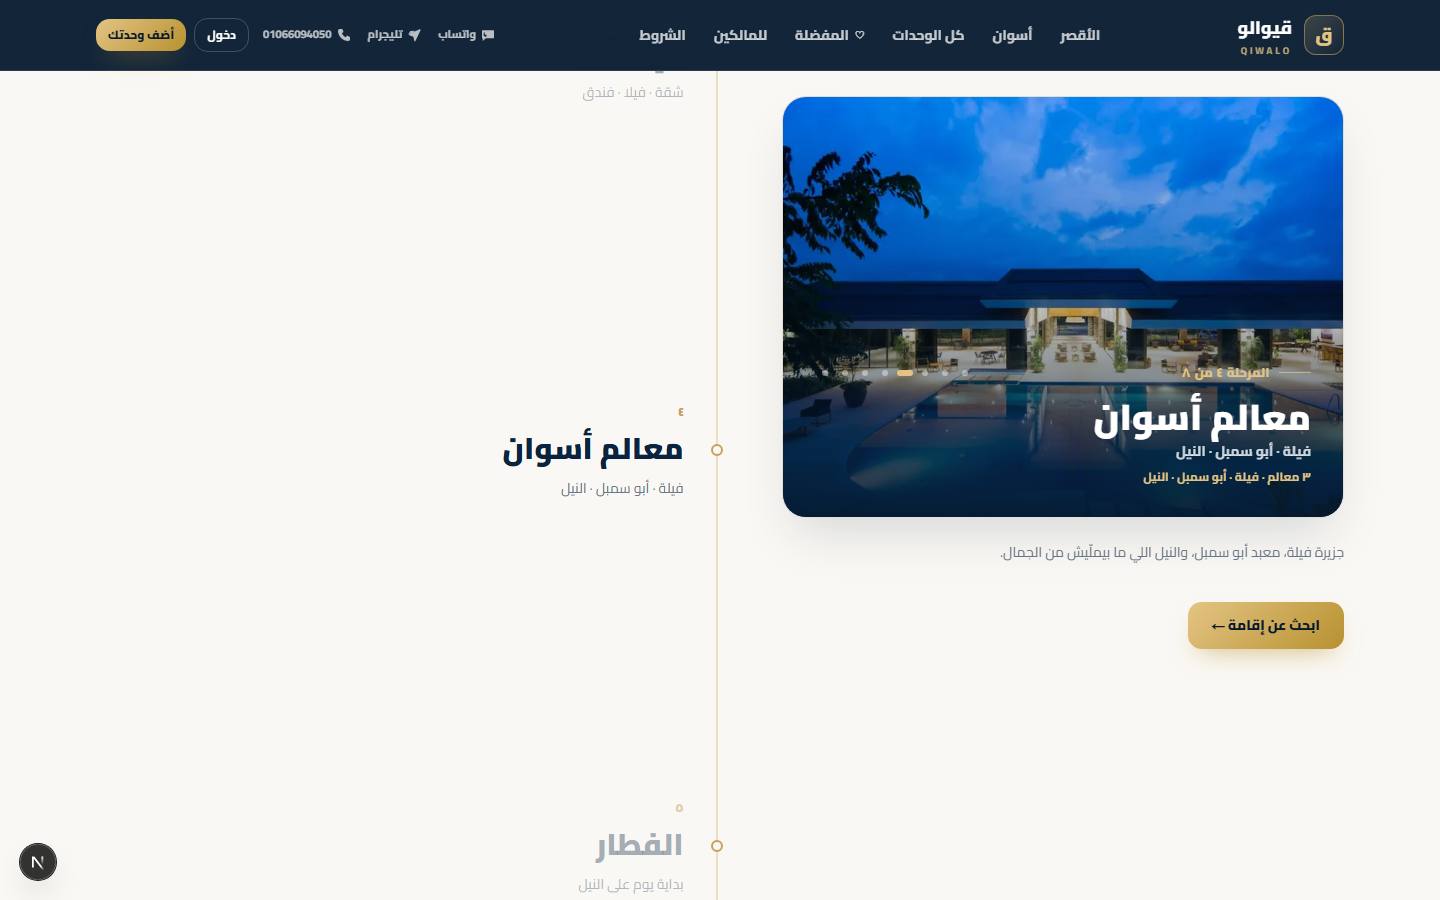 ق
قيوالو
QIWALO
الأقصر
أسوان
كل الوحدات
المفضلة
للمالكين
الشروط
واتساب
تليجرام
01066094050
دخول
أضف وحدتك
شقة · فيلا · فندق
المرحلة ٤ من ٨
معالم أسوان
فيلة · أبو سمبل · النيل
٣ معالم · فيلة · أبو سمبل · النيل
جزيرة فيلة، معبد أبو سمبل، والنيل اللي ما بيملّيش من الجمال.
ابحث عن إقامة ←
٤
معالم أسوان
فيلة · أبو سمبل · النيل
٥
الفطار
بداية يوم على النيل
N